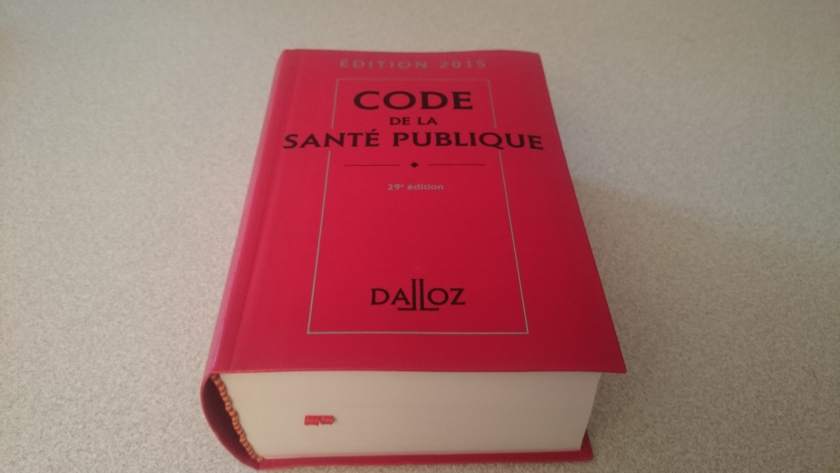 ÉDITION 2015
CODE
DE LA
SANTÉ PUBLIQUE
29e édition
DALLOZ